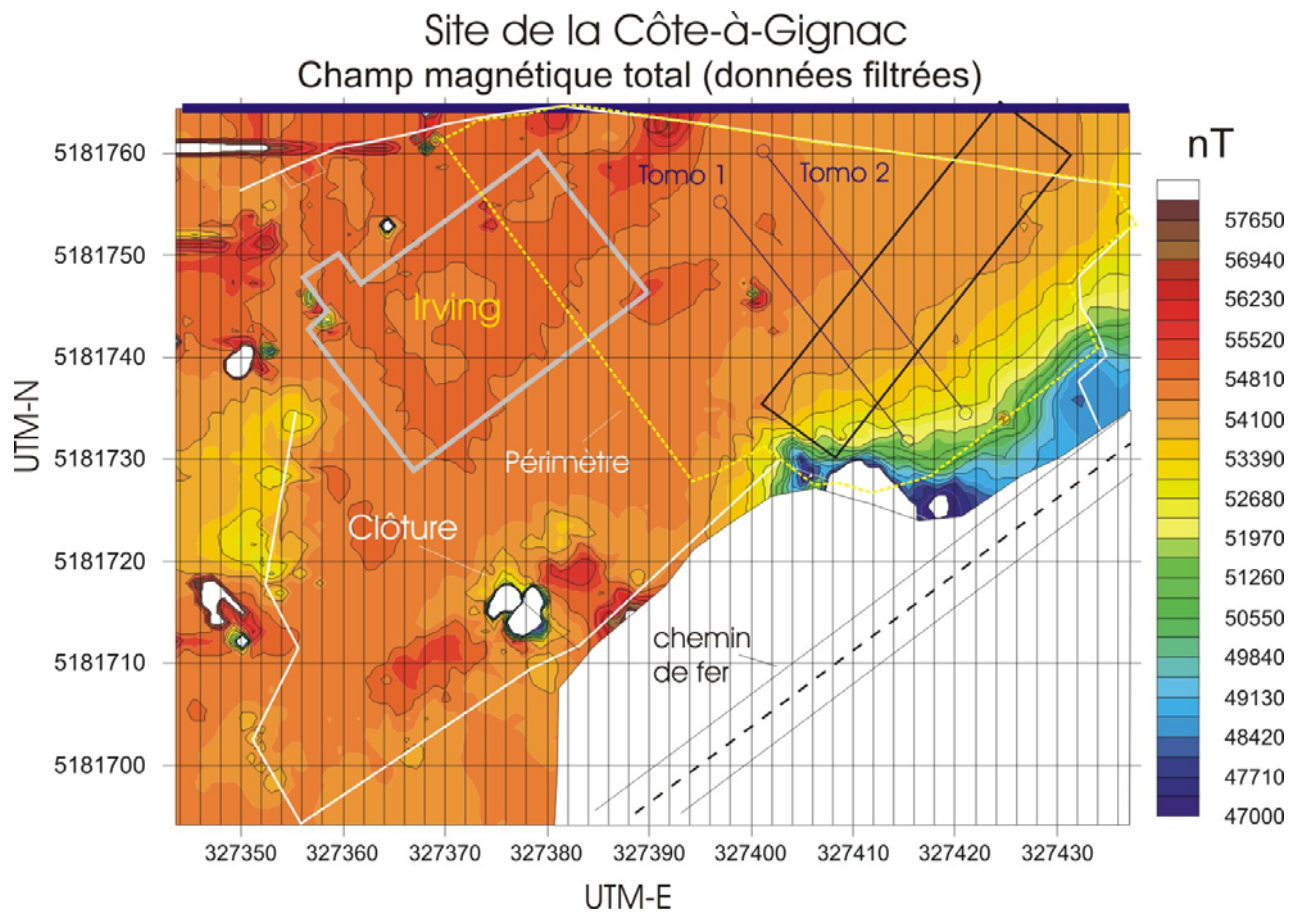 Site de la Côte-à-Gignac
Champ magnétique total (données filtrées)
nT
5181760
5181750
5181740
5181730
5181720
5181710
5181700
UTM-N
Tomo 1
Tomo 2
Irving
Périmètre
Clôture
chemin
de fer
57650
56940
56230
55520
54810
54100
53390
52680
51970
51260
50550
49840
49130
48420
47710
47000
327350
327360
327370
327380
327390
327400
327410
327420
327430
UTM-E